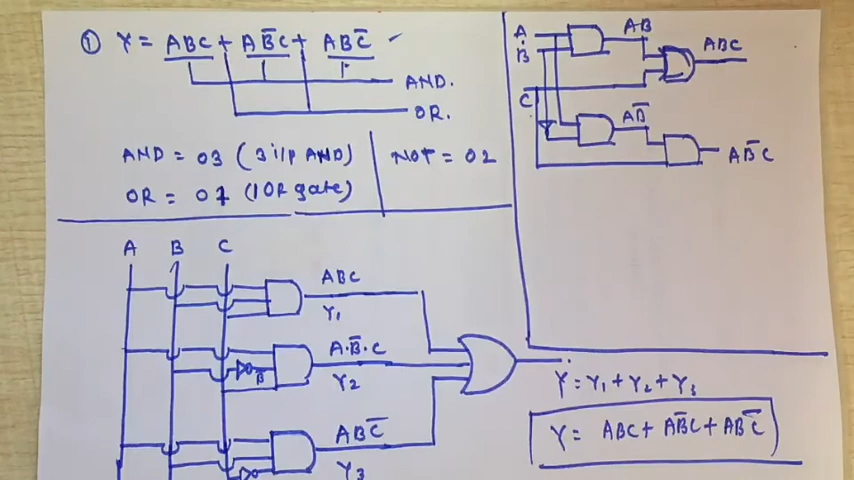 ① Y = ABC + AB̅C + ABC̅
AND.
OR.
AND = 03 (3 i/p AND)
OR = 01 (1 OR gate)
NOT = 02
A
B
C
AB
ABC
AB̅
AB̅C
A B C
ABC
Y₁
A·B̅·C
B̅
Y₂
ABC̅
Y₃
Y = Y₁ + Y₂ + Y₃
Y = ABC + AB̅C + ABC̅